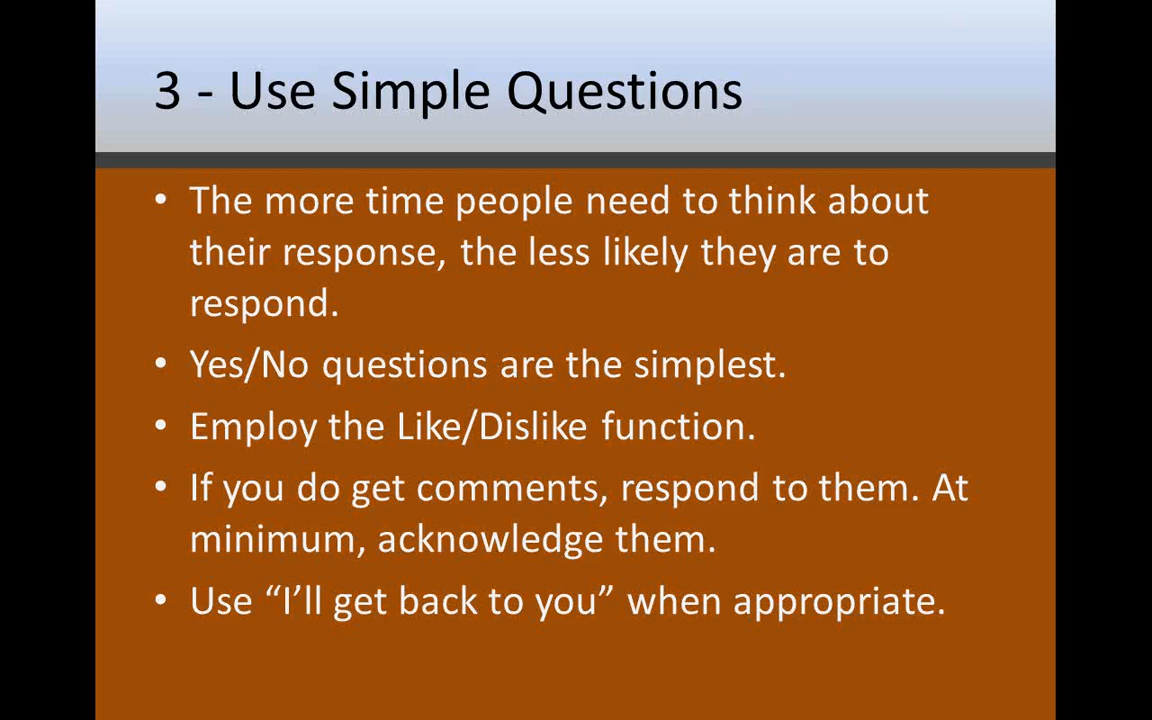 3 - Use Simple Questions
• The more time people need to think about
their response, the less likely they are to
respond.
• Yes/No questions are the simplest.
• Employ the Like/Dislike function.
• If you do get comments, respond to them. At
minimum, acknowledge them.
• Use “I’ll get back to you” when appropriate.